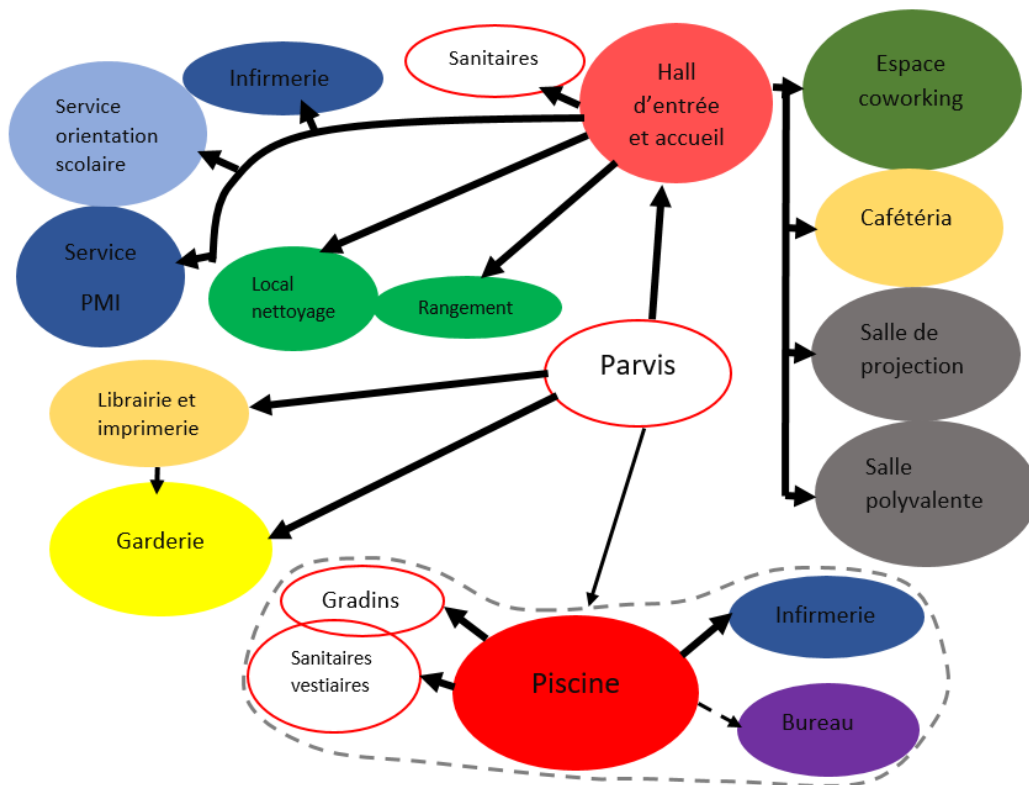 Sanitaires
Hall
d’entrée
et accueil
Espace
coworking
Infirmerie
Service
orientation
scolaire
Cafétéria
Service
PMI
Local
nettoyage
Rangement
Salle de
projection
Parvis
Librairie et
imprimerie
Salle
polyvalente
Garderie
Gradins
Infirmerie
Sanitaires
vestiaires
Piscine
Bureau